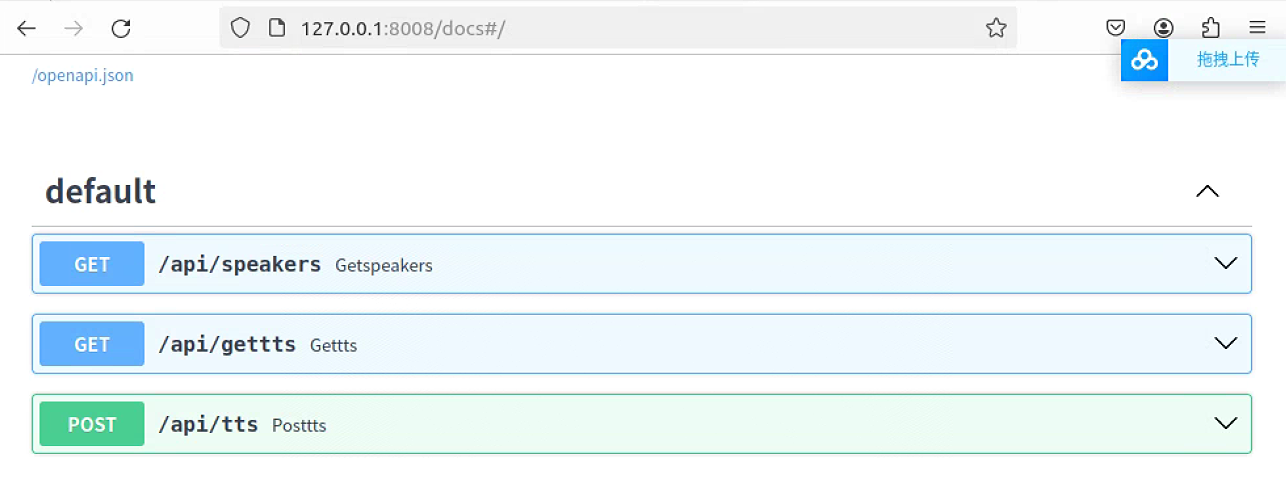 127.0.0.1:8008/docs#/
拖拽上传
/openapi.json
default
GET /api/speakers Getspeakers
GET /api/gettts Gettts
POST /api/tts Posttts